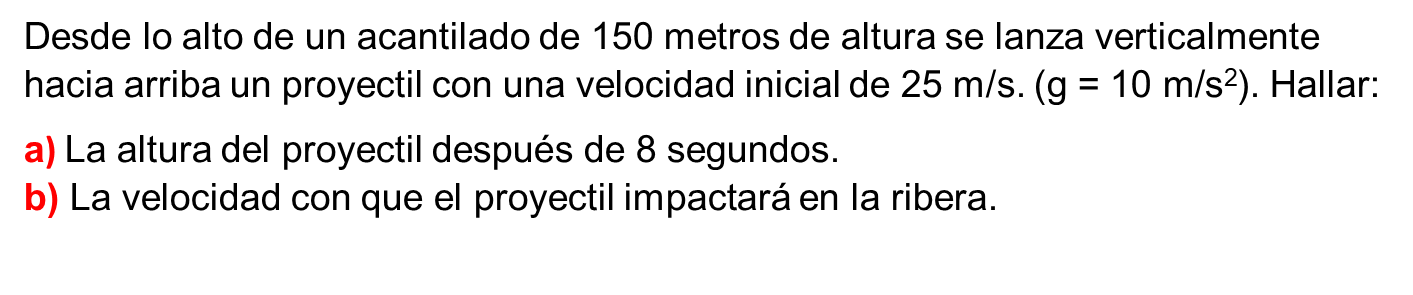 Desde lo alto de un acantilado de 150 metros de altura se lanza verticalmente
hacia arriba un proyectil con una velocidad inicial de 25 m/s. (g = 10 m/s²). Hallar:
a) La altura del proyectil después de 8 segundos.
b) La velocidad con que el proyectil impactará en la ribera.